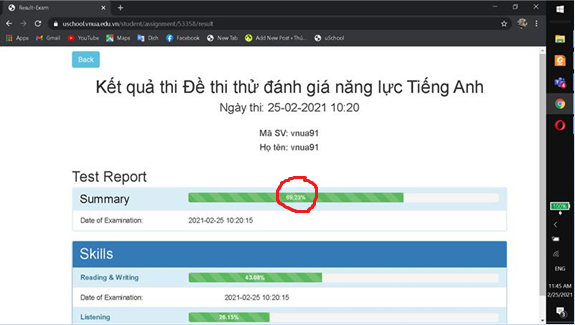 Result-Exam
uschool.vnua.edu.vn/student/assignment/53358/result
Gmail YouTube Maps Dịch Facebook New Tab Add New Post ‹ Thử... uSchool
Back
Kết quả thi Đề thi thử đánh giá năng lực Tiếng Anh
Ngày thi: 25-02-2021 10:20
Mã SV: vnua91
Họ tên: vnua91
Test Report
Summary 69.23%
Date of Examination: 2021-02-25 10:20:15
Skills
Reading & Writing 43.08%
Date of Examination: 2021-02-25 10:20:15
Listening 26.15%
100%
ENG
11:45 AM
2/25/2021